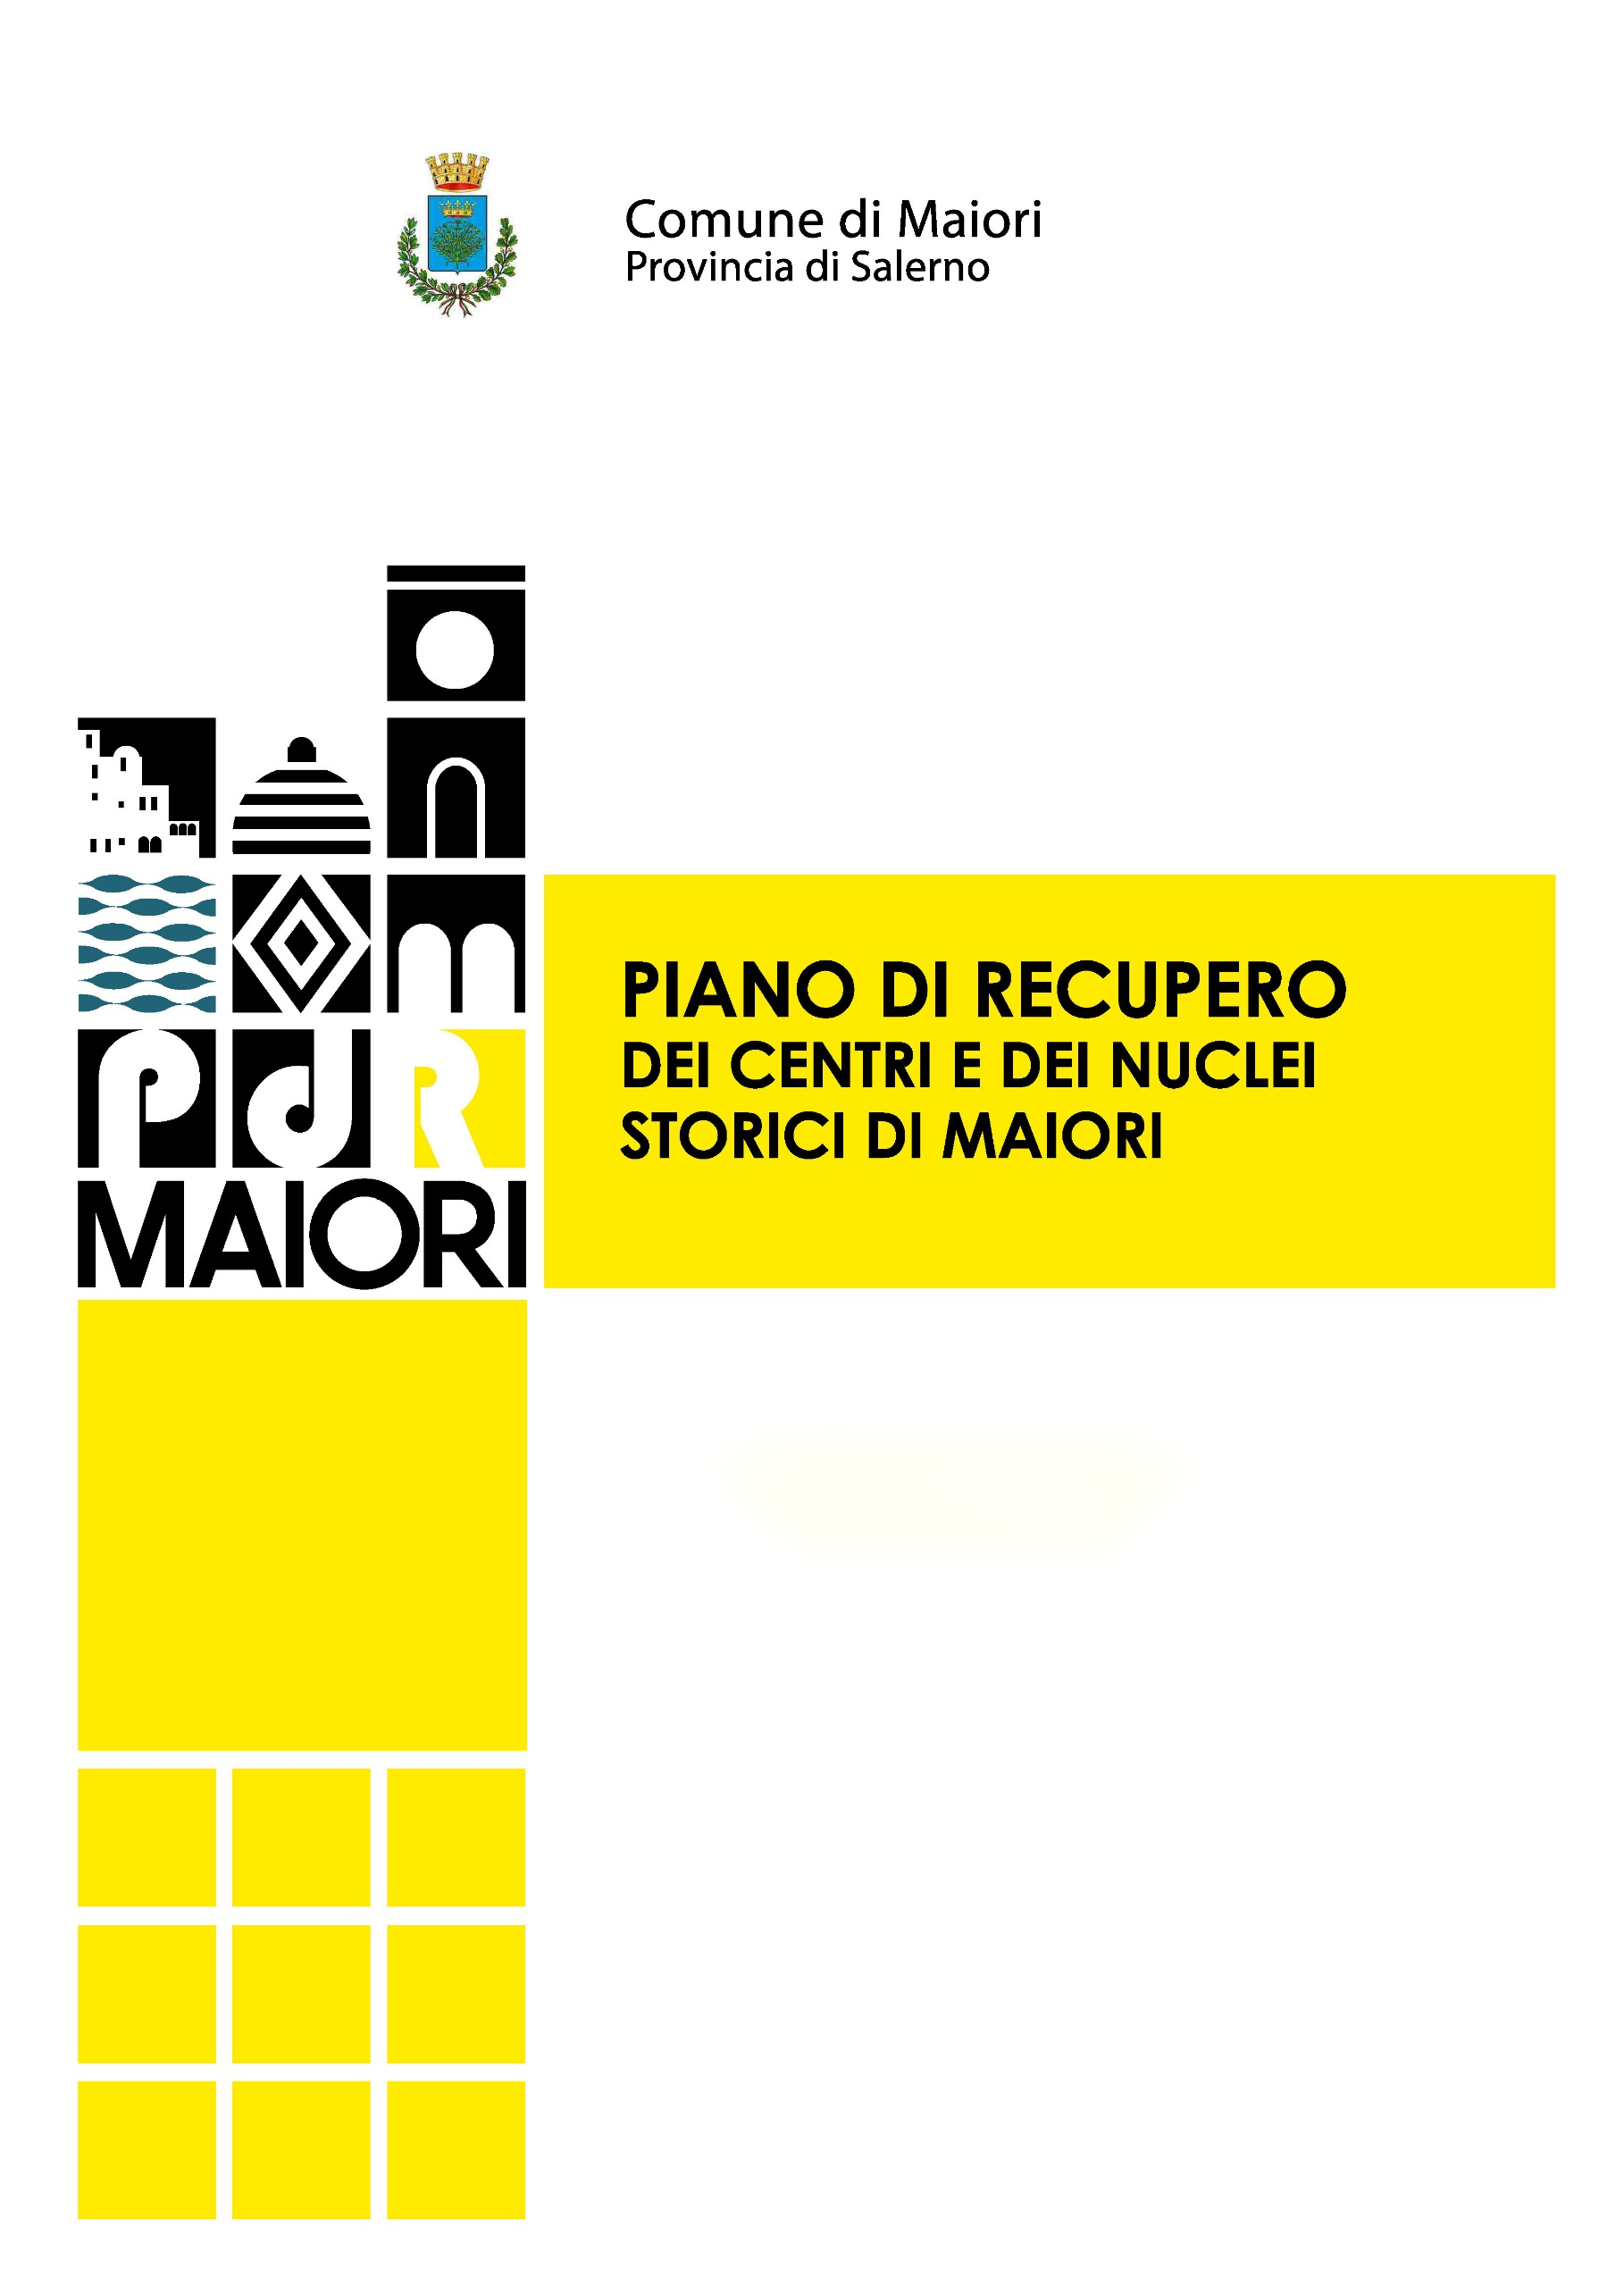 Comune di Maiori
Provincia di Salerno
PdR
MAIORI
PIANO DI RECUPERO
DEI CENTRI E DEI NUCLEI
STORICI DI MAIORI